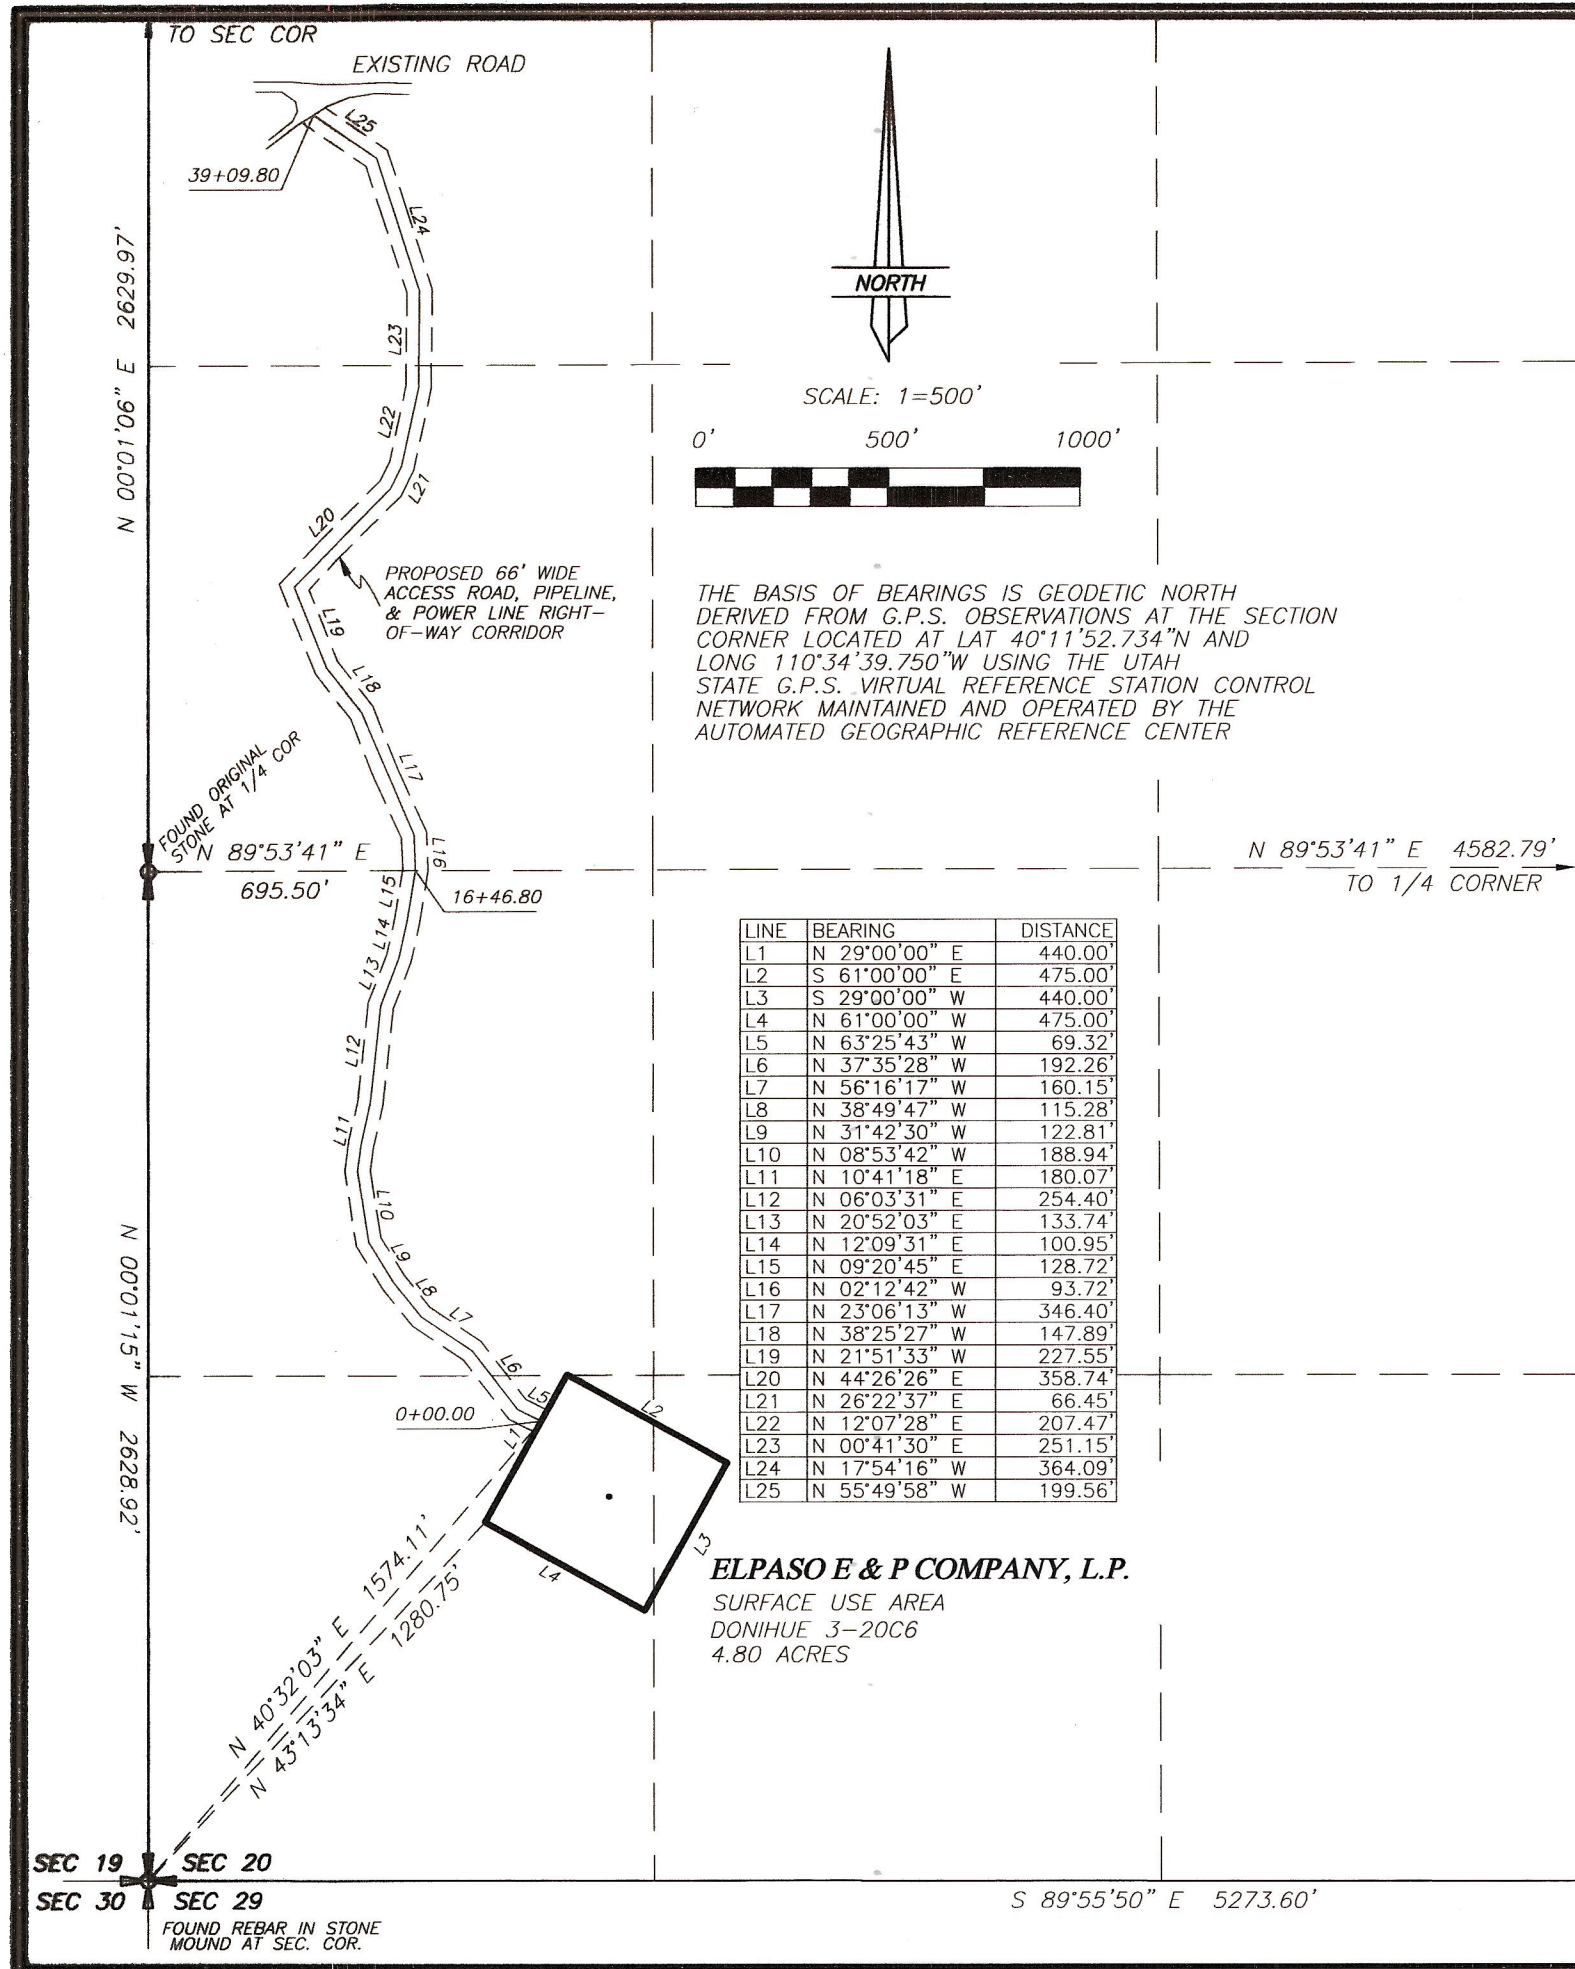 TO SEC COR
EXISTING ROAD
L25
39+09.80
L24
N 00°01'06" E 2629.97'
NORTH
L23
SCALE: 1=500'
L22
0' 500' 1000'
L21
L20
PROPOSED 66' WIDE
ACCESS ROAD, PIPELINE,
& POWER LINE RIGHT-
OF-WAY CORRIDOR
THE BASIS OF BEARINGS IS GEODETIC NORTH
DERIVED FROM G.P.S. OBSERVATIONS AT THE SECTION
CORNER LOCATED AT LAT 40°11'52.734"N AND
LONG 110°34'39.750"W USING THE UTAH
STATE G.P.S. VIRTUAL REFERENCE STATION CONTROL
NETWORK MAINTAINED AND OPERATED BY THE
AUTOMATED GEOGRAPHIC REFERENCE CENTER
L19
L18
L17
FOUND ORIGINAL
STONE AT 1/4 COR
N 89°53'41" E
695.50'
L16
N 89°53'41" E 4582.79'
TO 1/4 CORNER
L15
16+46.80
L14
L13
L12
L11
L10
L9
L8
L7
L6
L5
LINE BEARING DISTANCE
L1 N 29°00'00" E 440.00'
L2 S 61°00'00" E 475.00'
L3 S 29°00'00" W 440.00'
L4 N 61°00'00" W 475.00'
L5 N 63°25'43" W 69.32'
L6 N 37°35'28" W 192.26'
L7 N 56°16'17" W 160.15'
L8 N 38°49'47" W 115.28'
L9 N 31°42'30" W 122.81'
L10 N 08°53'42" W 188.94'
L11 N 10°41'18" E 180.07'
L12 N 06°03'31" E 254.40'
L13 N 20°52'03" E 133.74'
L14 N 12°09'31" E 100.95'
L15 N 09°20'45" E 128.72'
L16 N 02°12'42" W 93.72'
L17 N 23°06'13" W 346.40'
L18 N 38°25'27" W 147.89'
L19 N 21°51'33" W 227.55'
L20 N 44°26'26" E 358.74'
L21 N 26°22'37" E 66.45'
L22 N 12°07'28" E 207.47'
L23 N 00°41'30" E 251.15'
L24 N 17°54'16" W 364.09'
L25 N 55°49'58" W 199.56'
N 00°01'15" W 2628.92'
0+00.00
L1
L2
L3
L4
N 40°32'03" E 1574.11'
N 43°13'34" E 1280.75'
ELPASO E & P COMPANY, L.P.
SURFACE USE AREA
DONIHUE 3-20C6
4.80 ACRES
SEC 19 SEC 20
SEC 30 SEC 29
S 89°55'50" E 5273.60'
FOUND REBAR IN STONE
MOUND AT SEC. COR.